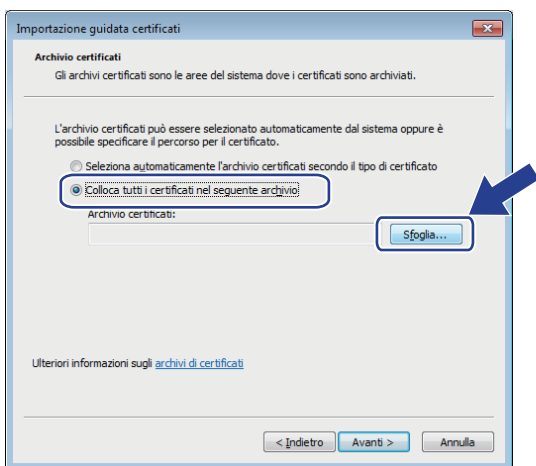 Importazione guidata certificati
Archivio certificati
Gli archivi certificati sono le aree del sistema dove i certificati sono archiviati.
L'archivio certificati può essere selezionato automaticamente dal sistema oppure è
possibile specificare il percorso per il certificato.
Seleziona automaticamente l'archivio certificati secondo il tipo di certificato
Colloca tutti i certificati nel seguente archivio
Archivio certificati:
Sfoglia...
Ulteriori informazioni sugli archivi di certificati
< Indietro Avanti > Annulla